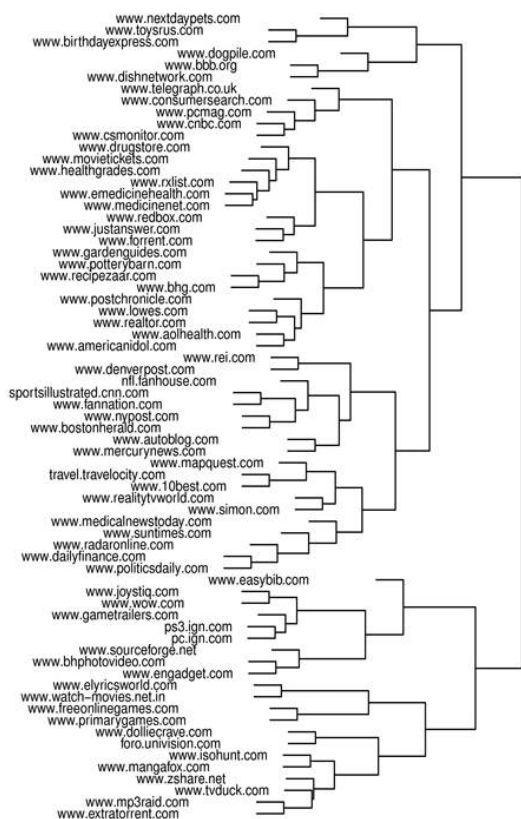 www.nextdaypets.com
www.toysrus.com
www.birthdayexpress.com
www.dogpile.com
www.bbb.org
www.dishnetwork.com
www.telegraph.co.uk
www.consumersearch.com
www.pcmag.com
www.cnbc.com
www.csmonitor.com
www.drugstore.com
www.movietickets.com
www.healthgrades.com
www.rxlist.com
www.emedicinehealth.com
www.medicinenet.com
www.redbox.com
www.justanswer.com
www.forrent.com
www.gardenguides.com
www.potterybarn.com
www.recipezaar.com
www.bhg.com
www.postchronicle.com
www.lowes.com
www.realtor.com
www.aolhealth.com
www.americanidol.com
www.rei.com
www.denverpost.com
nfl.fanhouse.com
sportsillustrated.cnn.com
www.fannation.com
www.nypost.com
www.bostonherald.com
www.autoblog.com
www.mercurynews.com
www.mapquest.com
travel.travelocity.com
www.10best.com
www.realitytvworld.com
www.simon.com
www.medicalnewstoday.com
www.suntimes.com
www.radaronline.com
www.dailyfinance.com
www.politicsdaily.com
www.easybib.com
www.joystiq.com
www.wow.com
www.gametrailers.com
ps3.ign.com
pc.ign.com
www.sourceforge.net
www.bhphotovideo.com
www.engadget.com
www.elyricsworld.com
www.watch-movies.net.in
www.freeonlinegames.com
www.primarygames.com
www.dolliecrave.com
foro.univision.com
www.isohunt.com
www.mangafox.com
www.zshare.net
www.tvduck.com
www.mp3raid.com
www.extratorrent.com